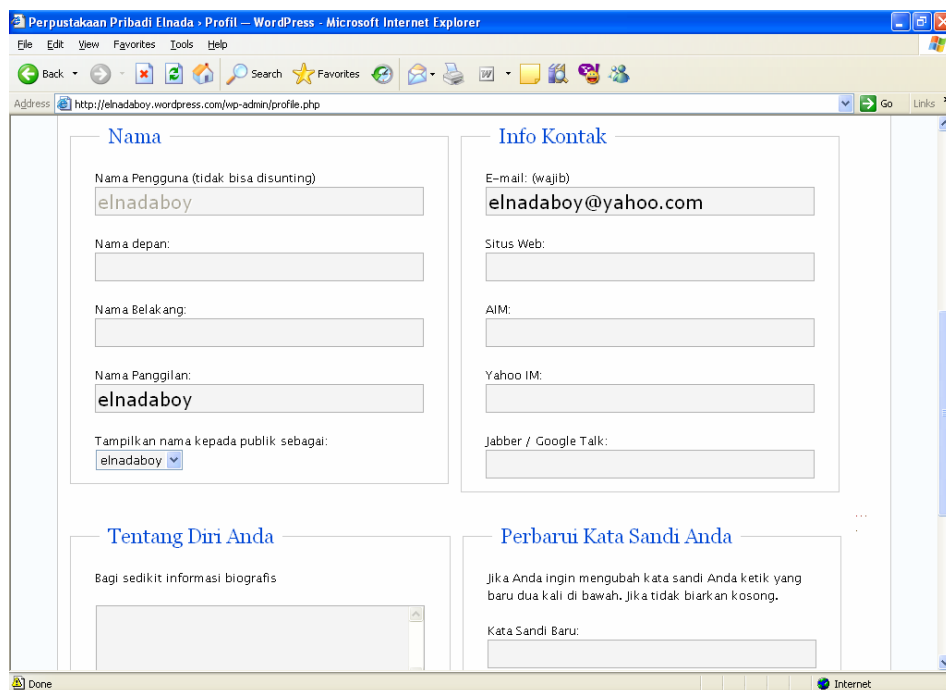 Perpustakaan Pribadi Elnada › Profil — WordPress - Microsoft Internet Explorer
File Edit View Favorites Tools Help
Back Search Favorites
Address http://elnadaboy.wordpress.com/wp-admin/profile.php Go Links
Nama
Nama Pengguna (tidak bisa disunting)
elnadaboy
Nama depan:
Nama Belakang:
Nama Panggilan:
elnadaboy
Tampilkan nama kepada publik sebagai:
elnadaboy
Info Kontak
E-mail: (wajib)
elnadaboy@yahoo.com
Situs Web:
AIM:
Yahoo IM:
Jabber / Google Talk:
Tentang Diri Anda
Bagi sedikit informasi biografis
Perbarui Kata Sandi Anda
Jika Anda ingin mengubah kata sandi Anda ketik yang
baru dua kali di bawah. Jika tidak biarkan kosong.
Kata Sandi Baru:
Done Internet